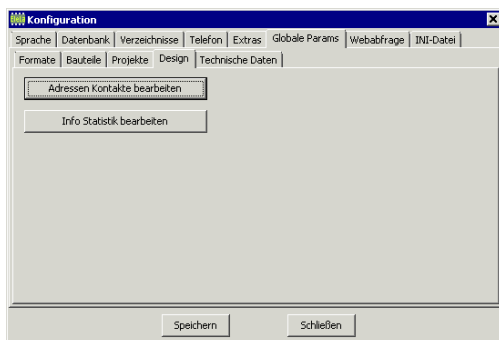 Konfiguration
Sprache Datenbank Verzeichnisse Telefon Extras Globale Params Webabfrage INI-Datei
Formate Bauteile Projekte Design Technische Daten
Adressen Kontakte bearbeiten
Info Statistik bearbeiten
Speichern Schließen